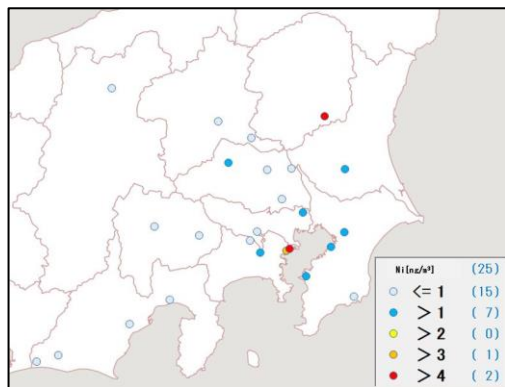 Ni[ng/m³] (25)
<= 1 (15)
> 1 ( 7)
> 2 ( 0)
> 3 ( 1)
> 4 ( 2)